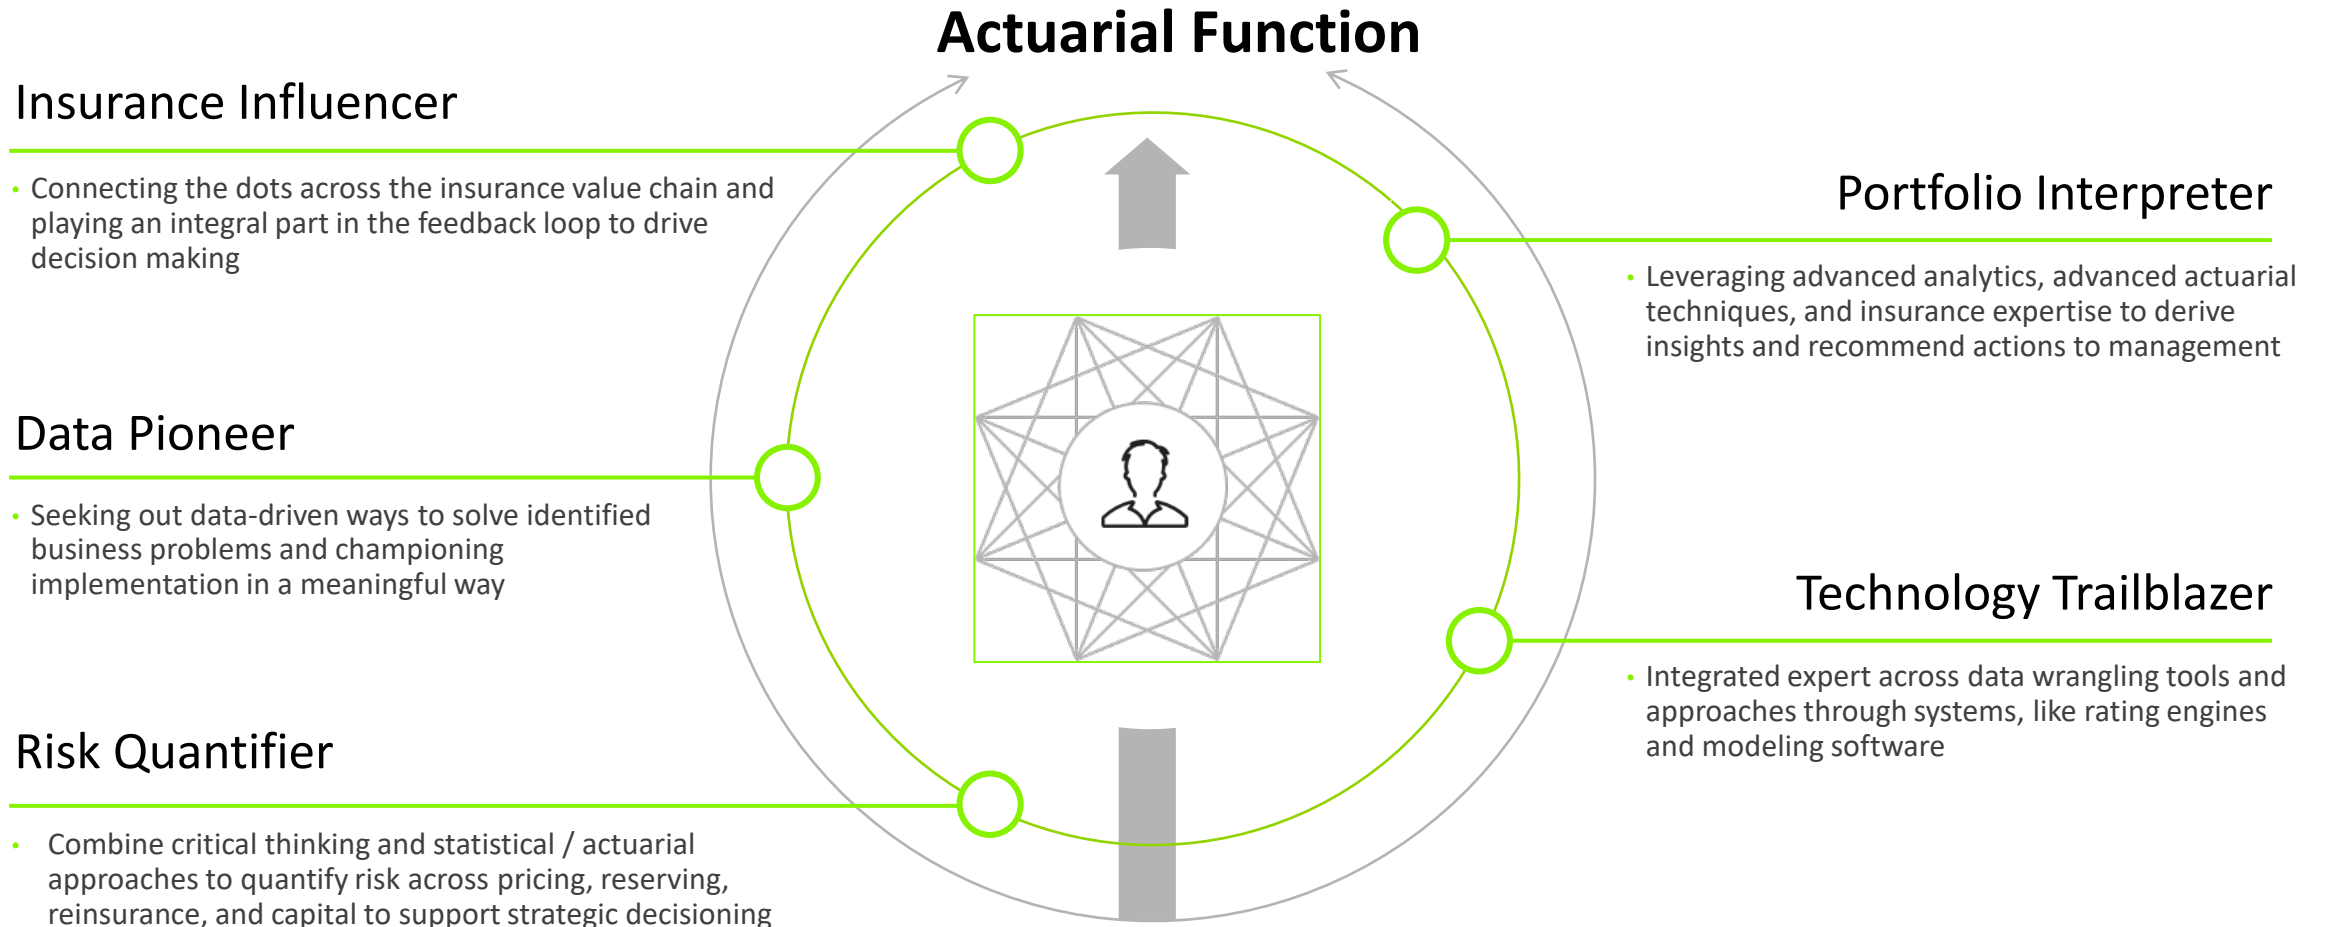 Actuarial Function
Insurance Influencer
• Connecting the dots across the insurance value chain and
playing an integral part in the feedback loop to drive
decision making
Data Pioneer
• Seeking out data-driven ways to solve identified
business problems and championing
implementation in a meaningful way
Risk Quantifier
• Combine critical thinking and statistical / actuarial
approaches to quantify risk across pricing, reserving,
reinsurance, and capital to support strategic decisioning
Portfolio Interpreter
• Leveraging advanced analytics, advanced actuarial
techniques, and insurance expertise to derive
insights and recommend actions to management
Technology Trailblazer
• Integrated expert across data wrangling tools and
approaches through systems, like rating engines
and modeling software